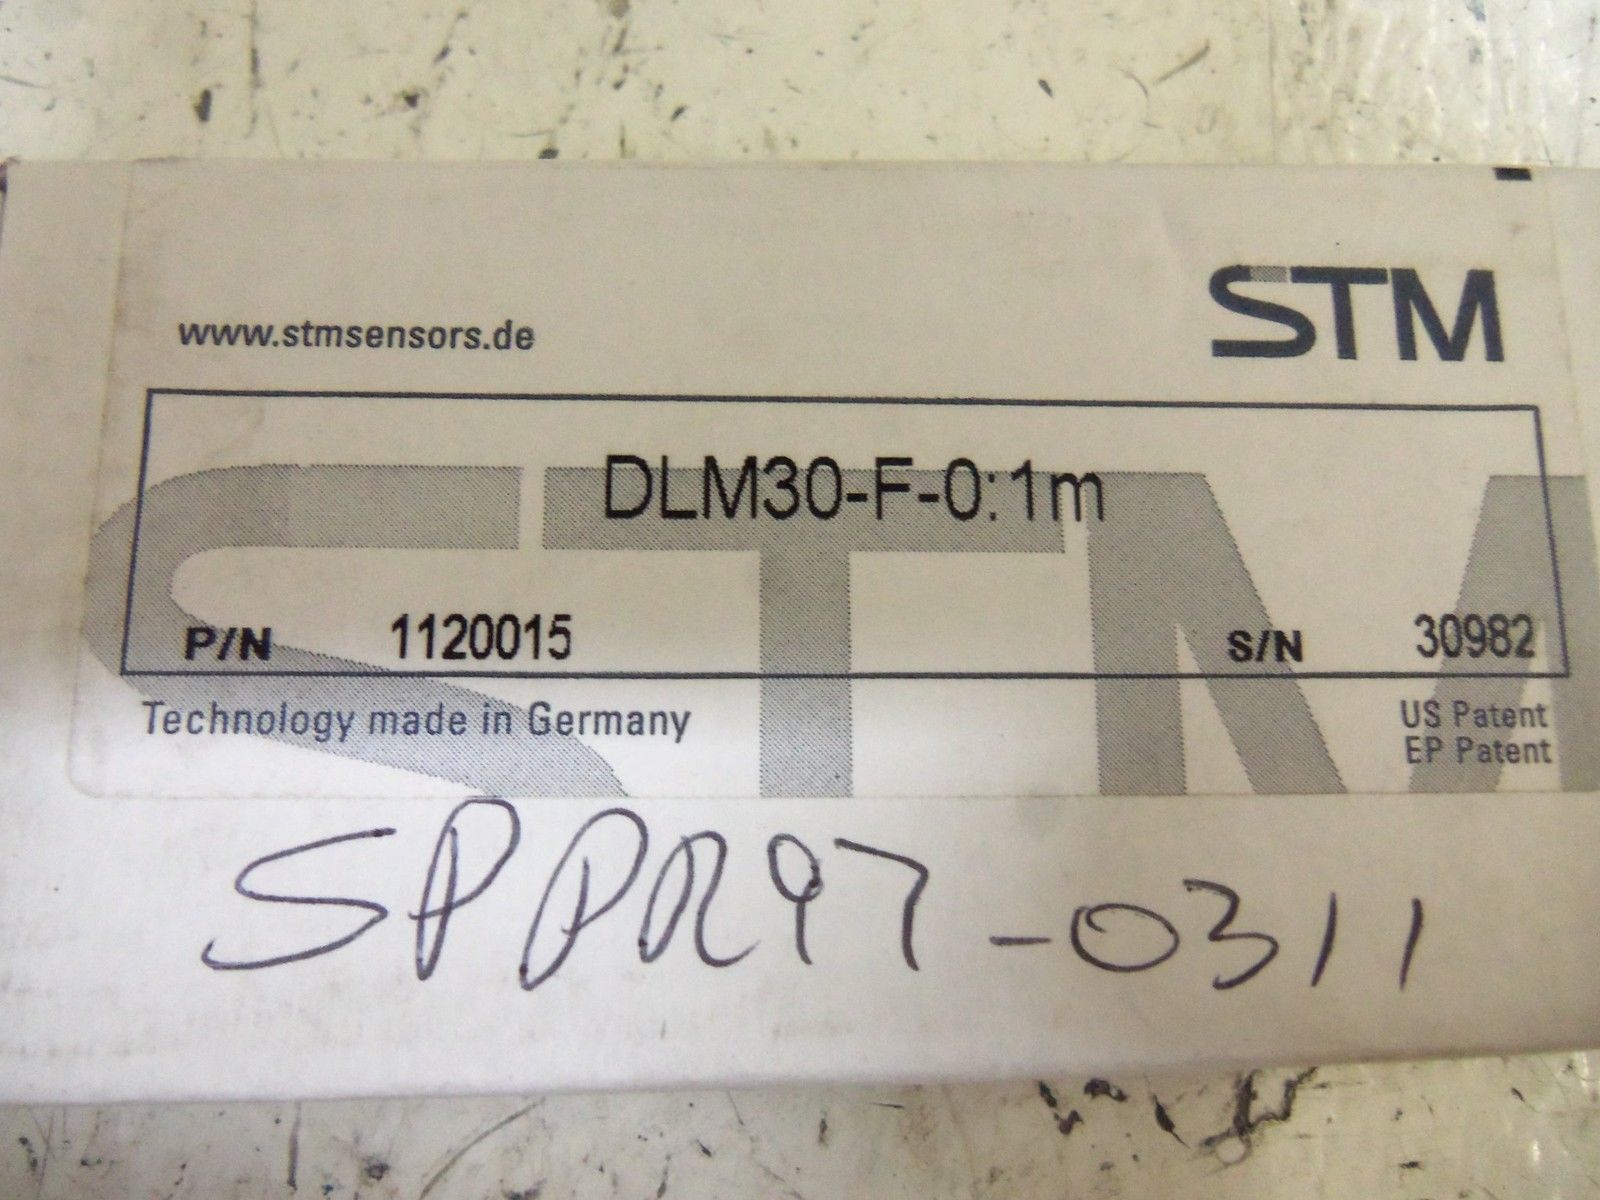 STM
www.stmsensors.de
DLM30-F-0:1m
P/N 1120015 S/N 30982
Technology made in Germany
US Patent
EP Patent
STM
SPPR97-0311